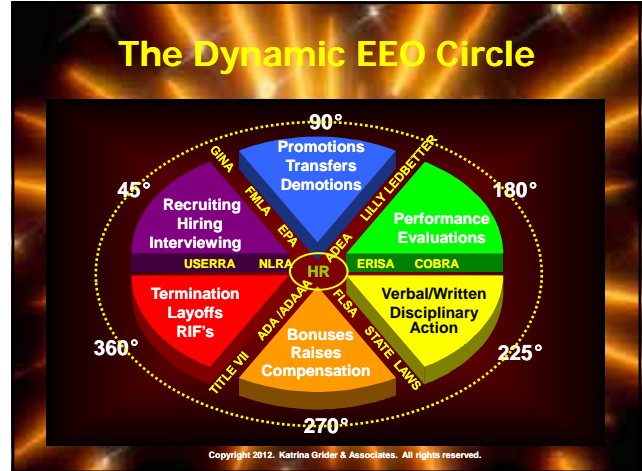 The Dynamic EEO Circle
90°
Promotions
Transfers
Demotions
GINA FMLA EPA
ADEA LILLY LEDBETTER
45°
180°
Recruiting
Hiring
Interviewing
Performance
Evaluations
USERRA NLRA
HR
ERISA COBRA
Termination
Layoffs
RIF's
Verbal/Written
Disciplinary
Action
TITLE VII ADA /ADAAA
FLSA STATE LAWS
Bonuses
Raises
Compensation
360°
225°
270°
Copyright 2012. Katrina Grider & Associates. All rights reserved.